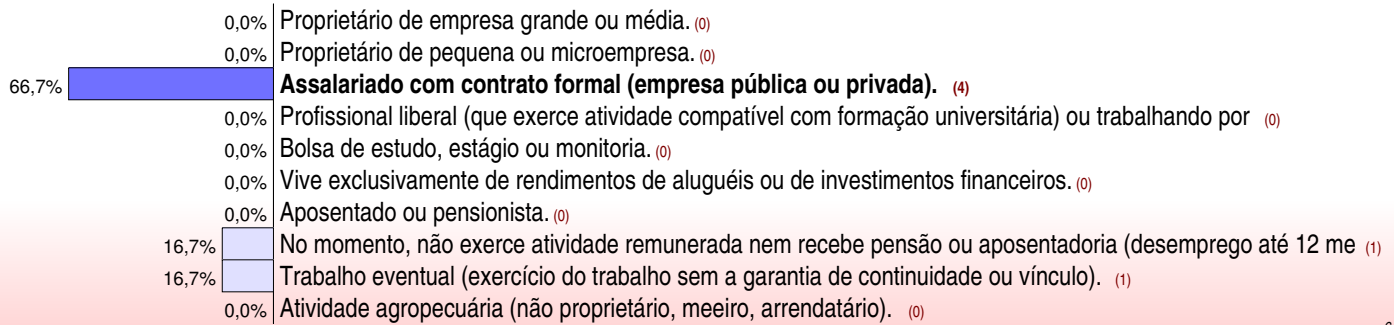 0,0% Proprietário de empresa grande ou média. (0)
0,0% Proprietário de pequena ou microempresa. (0)
66,7% Assalariado com contrato formal (empresa pública ou privada). (4)
0,0% Profissional liberal (que exerce atividade compatível com formação universitária) ou trabalhando por (0)
0,0% Bolsa de estudo, estágio ou monitoria. (0)
0,0% Vive exclusivamente de rendimentos de aluguéis ou de investimentos financeiros. (0)
0,0% Aposentado ou pensionista. (0)
16,7% No momento, não exerce atividade remunerada nem recebe pensão ou aposentadoria (desemprego até 12 me (1)
16,7% Trabalho eventual (exercício do trabalho sem a garantia de continuidade ou vínculo). (1)
0,0% Atividade agropecuária (não proprietário, meeiro, arrendatário). (0)